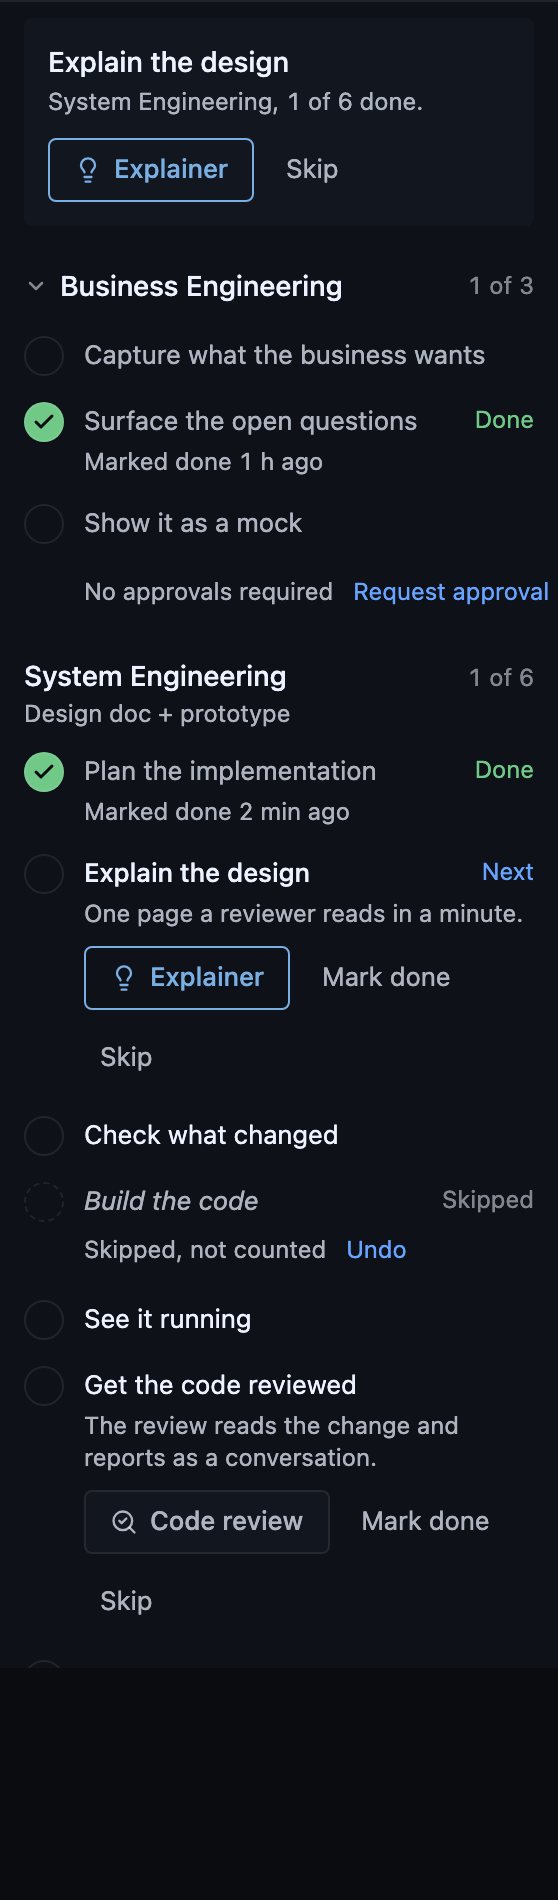 Explain the design
System Engineering, 1 of 6 done.
Explainer Skip
Business Engineering 1 of 3
Capture what the business wants
Surface the open questions Done
Marked done 1 h ago
Show it as a mock
No approvals required Request approval
System Engineering 1 of 6
Design doc + prototype
Plan the implementation Done
Marked done 2 min ago
Explain the design Next
One page a reviewer reads in a minute.
Explainer Mark done
Skip
Check what changed
Build the code Skipped
Skipped, not counted Undo
See it running
Get the code reviewed
The review reads the change and
reports as a conversation.
Code review Mark done
Skip